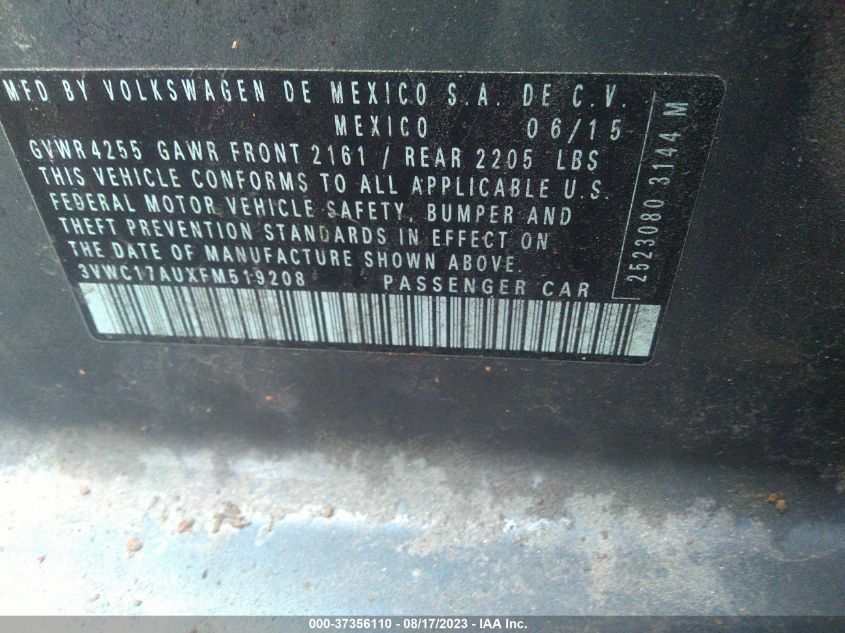 MFD BY VOLKSWAGEN DE MEXICO S.A. DE C.V.
MEXICO 06/15
GVWR 4255 GAWR FRONT 2161 / REAR 2205 LBS
THIS VEHICLE CONFORMS TO ALL APPLICABLE U.S.
FEDERAL MOTOR VEHICLE SAFETY, BUMPER AND
THEFT PREVENTION STANDARDS IN EFFECT ON
THE DATE OF MANUFACTURE SHOWN ABOVE.
3VWC17AUXFM519208 PASSENGER CAR
2523080 3144 M
000-37356110 - 08/17/2023 - IAA Inc.